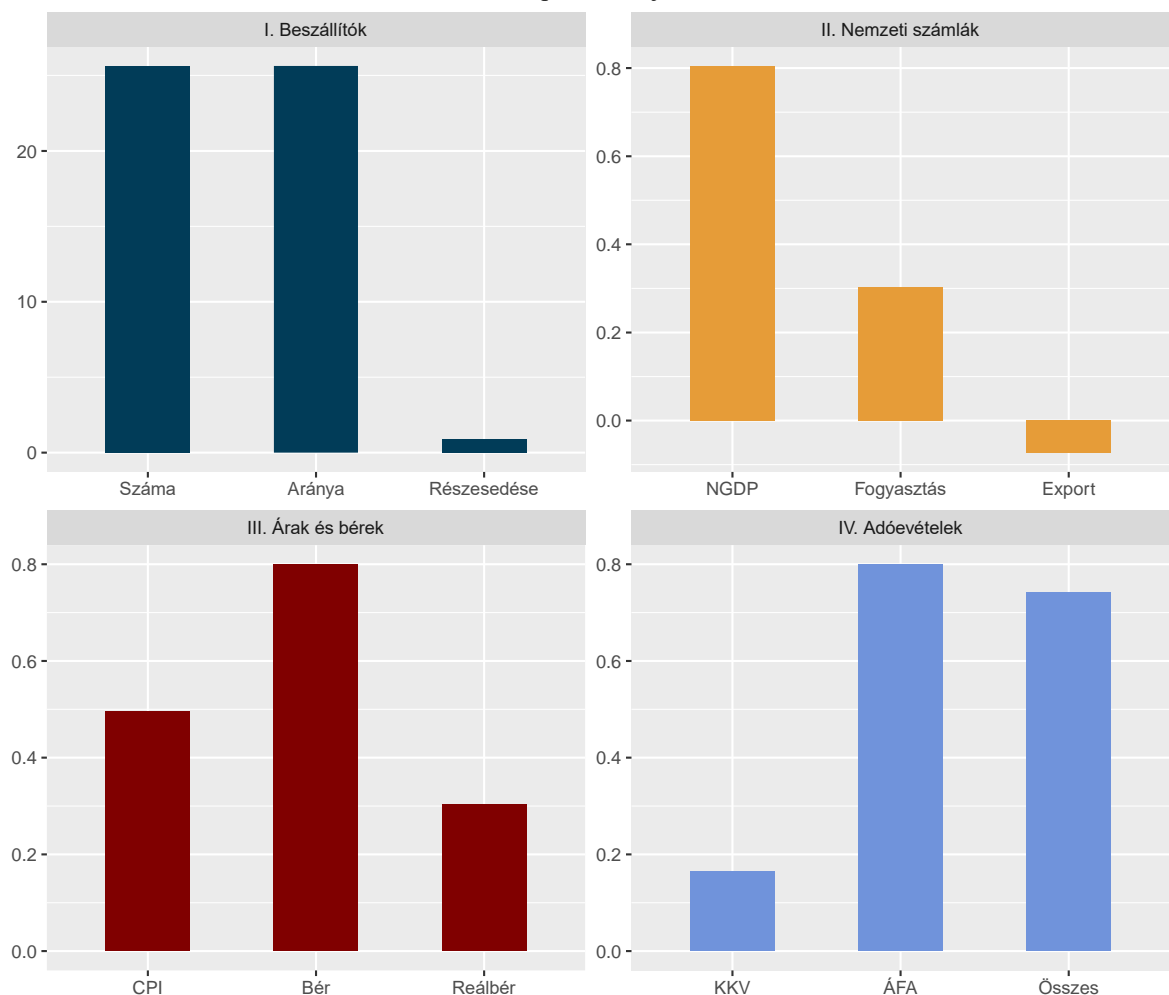 I. Beszállítók
20
10
0
Száma Aránya Részesedése
II. Nemzeti számlák
0.8
0.6
0.4
0.2
0.0
NGDP Fogyasztás Export
III. Árak és bérek
0.8
0.6
0.4
0.2
0.0
CPI Bér Reálbér
IV. Adóevételek
0.8
0.6
0.4
0.2
0.0
KKV ÁFA Összes